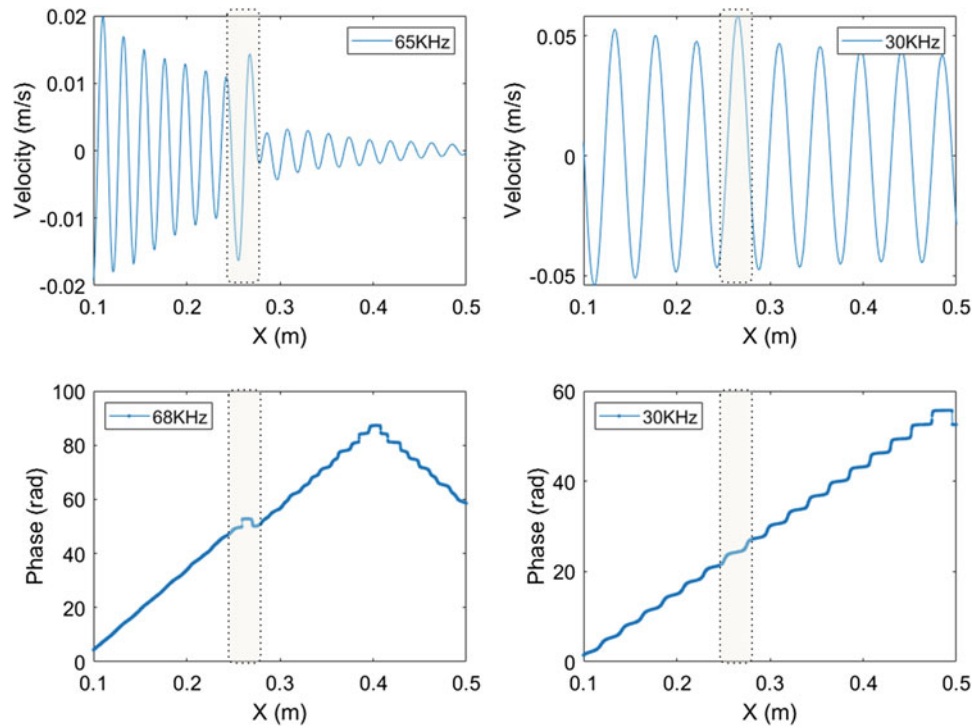 0.02
0.01
0
-0.01
-0.02
Velocity (m/s)
65KHz
0.1 0.2 0.3 0.4 0.5
X (m)
0.05
0
-0.05
Velocity (m/s)
30KHz
0.1 0.2 0.3 0.4 0.5
X (m)
100
80
60
40
20
0
Phase (rad)
68KHz
0.1 0.2 0.3 0.4 0.5
X (m)
60
40
20
0
Phase (rad)
30KHz
0.1 0.2 0.3 0.4 0.5
X (m)